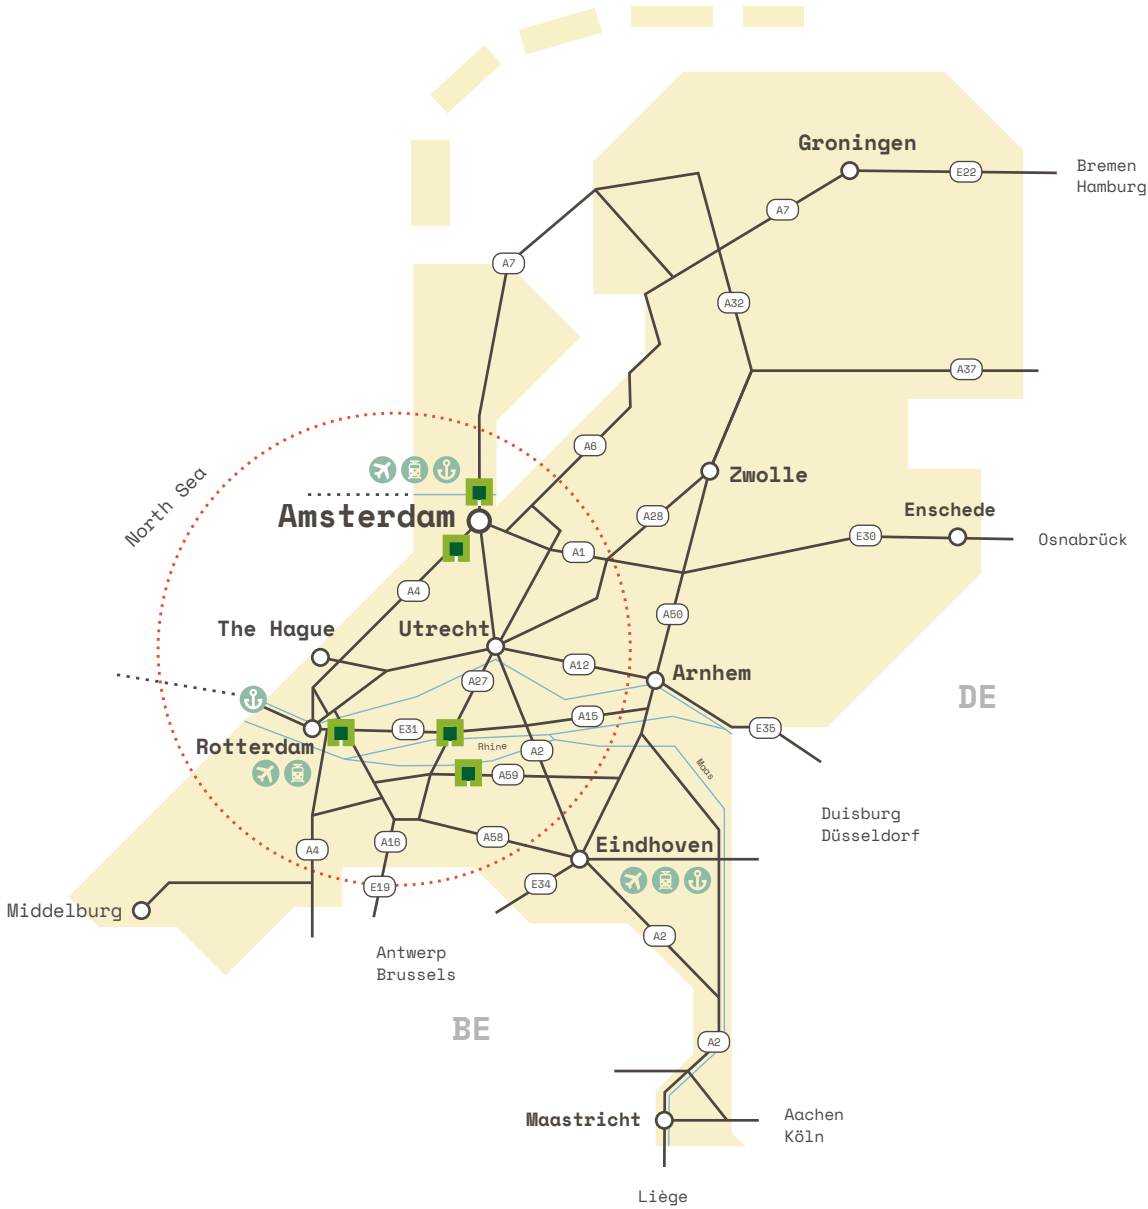 Groningen
Bremen
Hamburg
E22
A7
A7
A32
A37
A6
North Sea
Zwolle
Amsterdam
A28
Enschede
E30
Osnabrück
A1
A4
A50
The Hague
Utrecht
A12
Arnhem
A27
DE
A15
E31
E35
Rotterdam
Rhine
A2
Maas
A59
Duisburg
Düsseldorf
A58
A16
A4
Eindhoven
E19
E34
Middelburg
A2
Antwerp
Brussels
BE
A2
Maastricht
Aachen
Köln
Liège